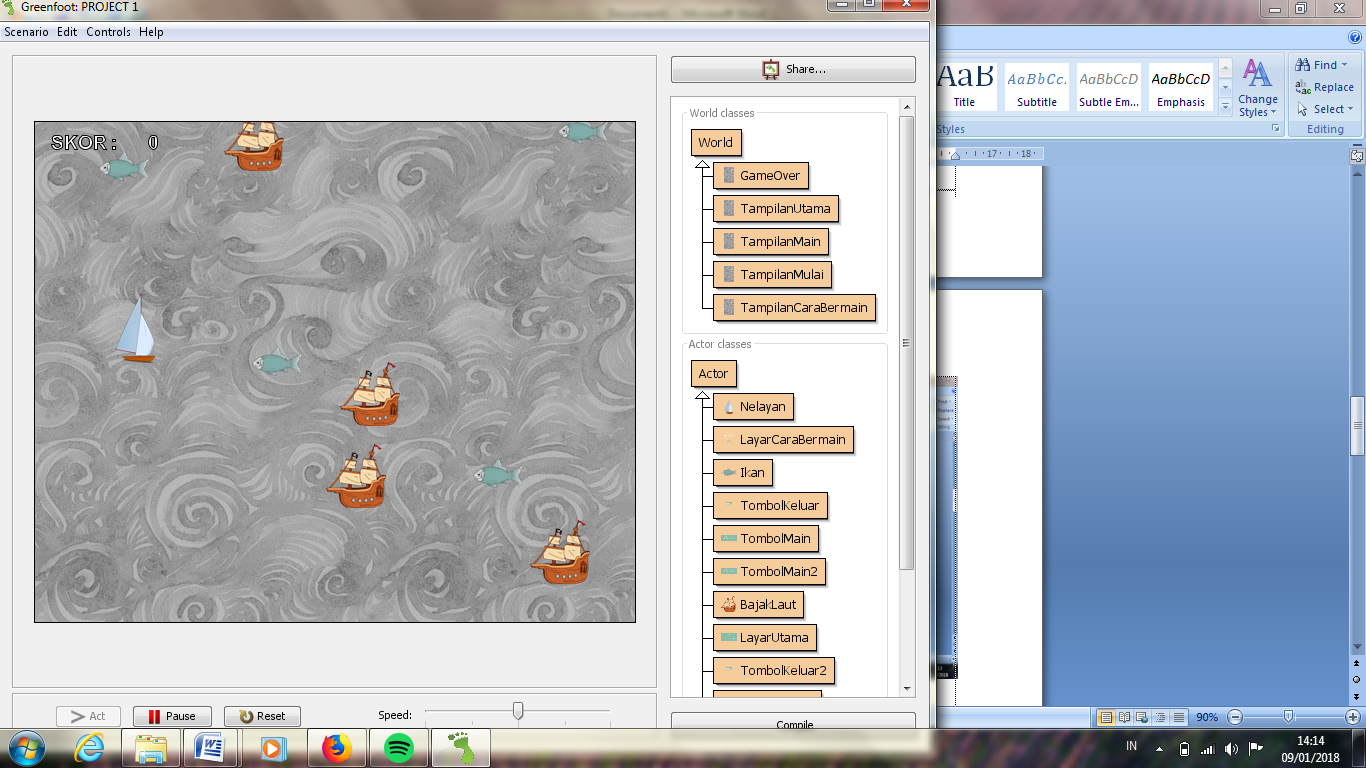 Greenfoot: PROJECT 1
Scenario Edit Controls Help
Share...
SKOR: 0
World classes
World
GameOver
TampilanUtama
TampilanMain
TampilanMulai
TampilanCaraBermain
Actor classes
Actor
Nelayan
LayarCaraBermain
Ikan
TombolKeluar
TombolMain
TombolMain2
BajakLaut
LayarUtama
TombolKeluar2
Act Pause Reset Speed:
Compile
AaB AaBbCc AaBbCcD AaBbCcD
Title Subtitle Subtle Em... Emphasis
Change
Styles
Find
Replace
Select
Styles
Editing
17 18
90%
IN
14:14
09/01/2018